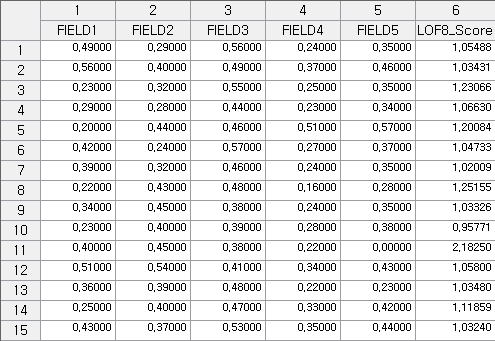 1 2 3 4 5 6
FIELD1 FIELD2 FIELD3 FIELD4 FIELD5 LOF8_Score
1 0,49000 0,29000 0,56000 0,24000 0,35000 1,05488
2 0,56000 0,40000 0,49000 0,37000 0,46000 1,03431
3 0,23000 0,32000 0,55000 0,25000 0,35000 1,23066
4 0,29000 0,28000 0,44000 0,23000 0,34000 1,06630
5 0,20000 0,44000 0,46000 0,51000 0,57000 1,20084
6 0,42000 0,24000 0,57000 0,27000 0,37000 1,04733
7 0,39000 0,32000 0,46000 0,24000 0,35000 1,02009
8 0,22000 0,43000 0,48000 0,16000 0,28000 1,25155
9 0,34000 0,45000 0,38000 0,24000 0,35000 1,03326
10 0,23000 0,40000 0,39000 0,28000 0,38000 0,95771
11 0,40000 0,45000 0,38000 0,22000 0,00000 2,18250
12 0,51000 0,54000 0,41000 0,34000 0,43000 1,05800
13 0,36000 0,39000 0,48000 0,22000 0,23000 1,03480
14 0,25000 0,40000 0,47000 0,33000 0,42000 1,11859
15 0,43000 0,37000 0,53000 0,35000 0,44000 1,03240